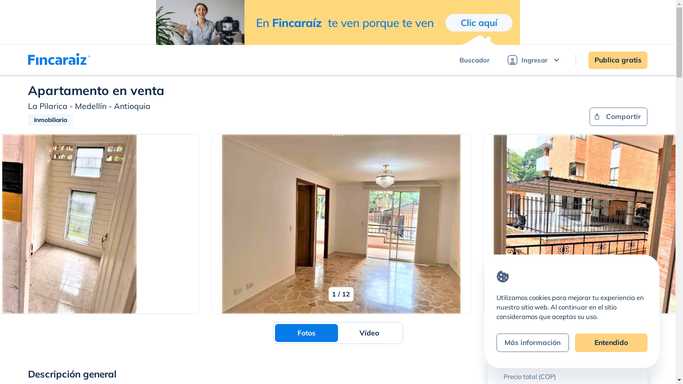 En Fincaraíz te ven porque te ven
Clic aquí
Fincaraiz
Buscador
Ingresar
Publica gratis
Apartamento en venta
La Pilarica - Medellín - Antioquia
Inmobiliaria
Compartir
1 / 12
Fotos
Vídeo
Utilizamos cookies para mejorar tu experiencia en
nuestro sitio web. Al continuar en el sitio
consideramos que aceptas su uso.
Más información
Entendido
Descripción general
Precio total (COP)